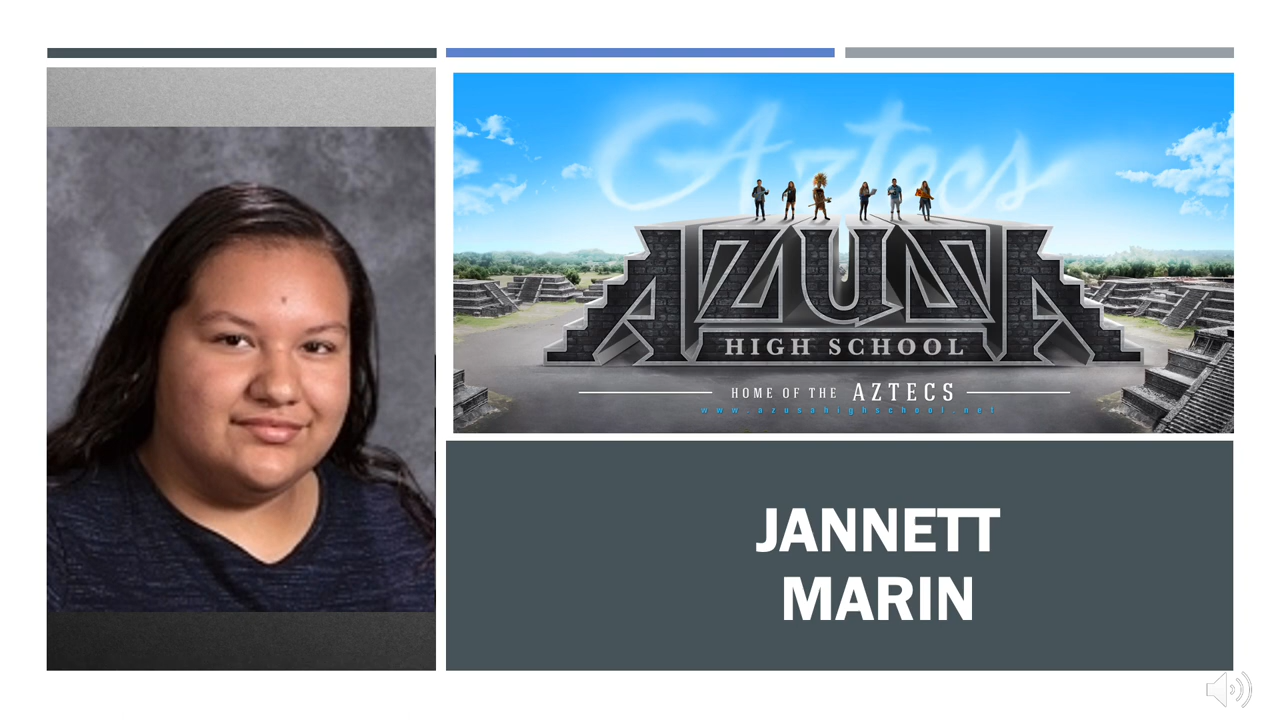 Aztecs
AZUSA
HIGH SCHOOL
HOME OF THE AZTECS
www.azusahighschool.net
JANNETT
MARIN